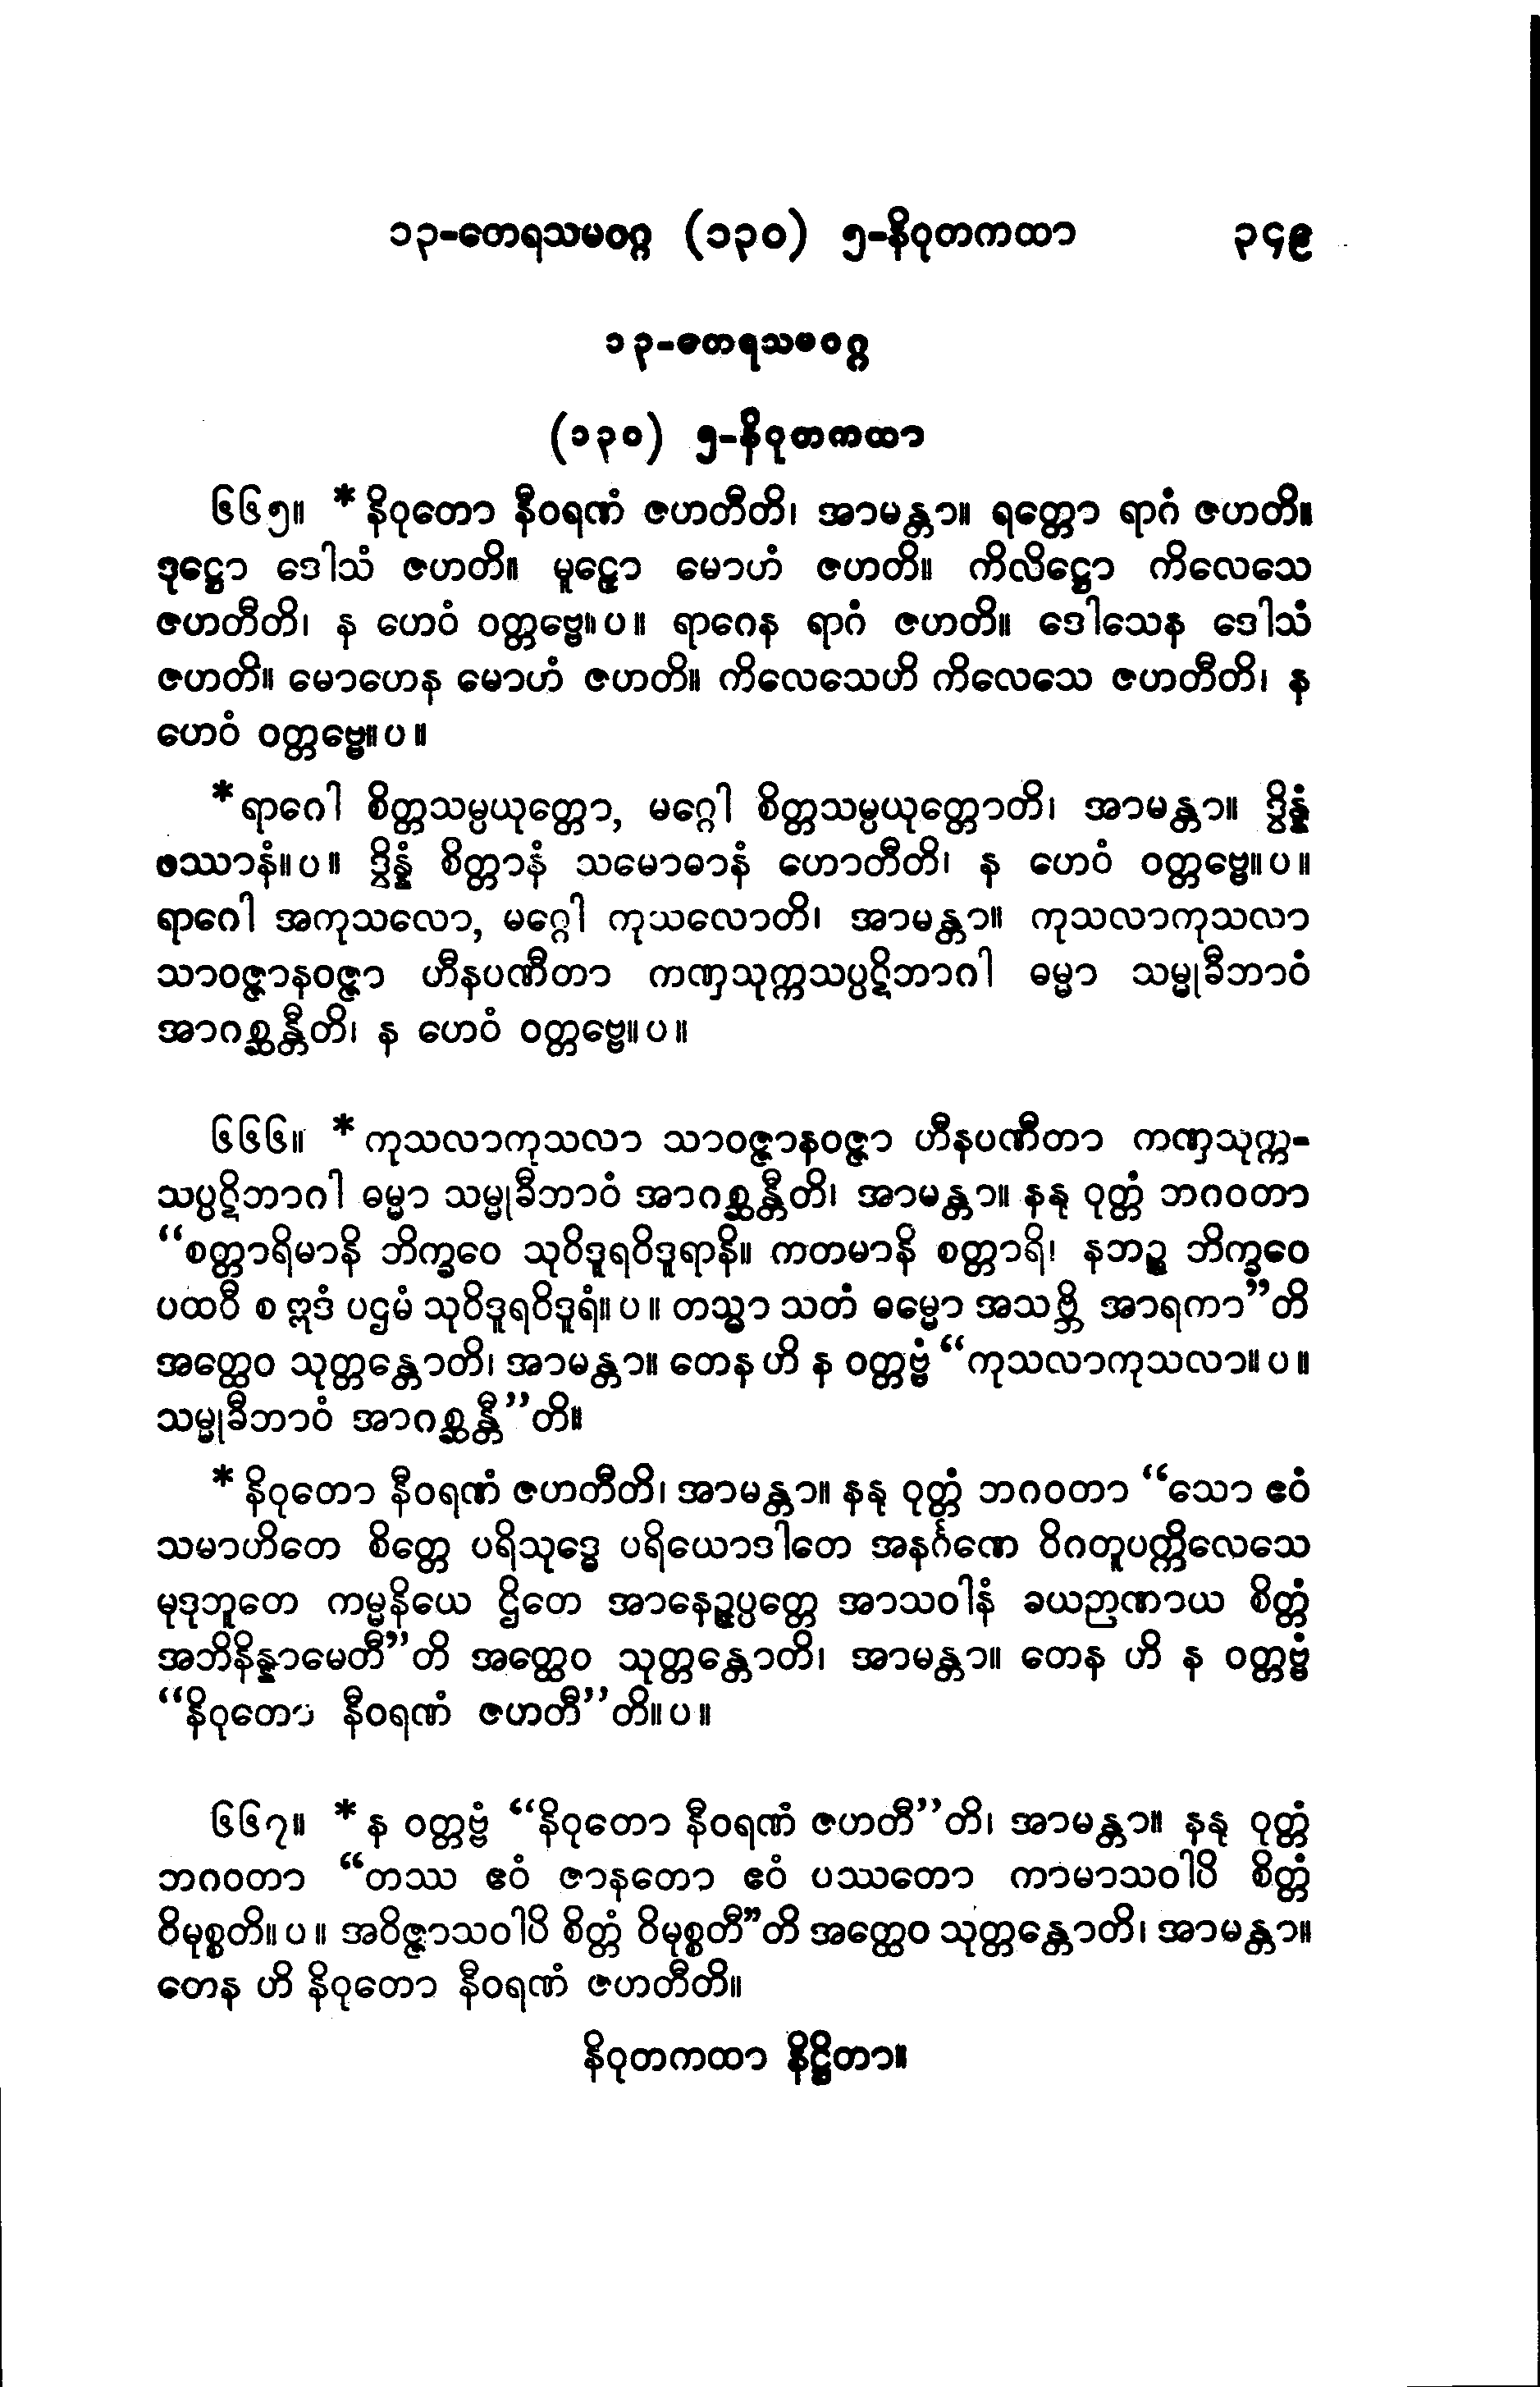 ၁၃-တေရသမဝဂ္ဂ (၁၃၀) ၅-နိဝုတကထာ ၃၄၉
၁၃-တေရသမဝဂ္ဂ
(၁၃၀) ၅-နိဝုတကထာ
၆၆၅။ *နိဝုတော နီဝရဏံ ဇဟတီတိ၊ အာမန္တာ။ ရတ္တော ရာဂံ ဇဟတိ။
ဒုဋ္ဌော ဒေါသံ ဇဟတိ။ မူဠှော မောဟံ ဇဟတိ။ ကိလိဋ္ဌော ကိလေသေ
ဇဟတီတိ၊ န ဟေဝံ ဝတ္တဗ္ဗေ။ပ။ ရာဂေန ရာဂံ ဇဟတိ။ ဒေါသေန ဒေါသံ
ဇဟတိ။ မောဟေန မောဟံ ဇဟတိ။ ကိလေသေဟိ ကိလေသေ ဇဟတီတိ၊ န
ဟေဝံ ဝတ္တဗ္ဗေ။ပ။
*ရာဂေါ စိတ္တသမ္ပယုတ္တော, မဂ္ဂေါ စိတ္တသမ္ပယုတ္တောတိ၊ အာမန္တာ။ ဒွိန္နံ
ဖဿာနံ။ပ။ ဒွိန္နံ စိတ္တာနံ သမောဓာနံ ဟောတီတိ၊ န ဟေဝံ ဝတ္တဗ္ဗေ။ပ။
ရာဂေါ အကုသလော, မဂ္ဂေါ ကုသလောတိ၊ အာမန္တာ။ ကုသလာကုသလာ
သာဝဇ္ဇာနဝဇ္ဇာ ဟီနပဏီတာ ကဏှသုက္ကသပ္ပဋိဘာဂါ ဓမ္မာ သမ္မုခီဘာဝံ
အာဂစ္ဆန္တီတိ၊ န ဟေဝံ ဝတ္တဗ္ဗေ။ပ။
၆၆၆။ *ကုသလာကုသလာ သာဝဇ္ဇာနဝဇ္ဇာ ဟီနပဏီတာ ကဏှသုက္က-
သပ္ပဋိဘာဂါ ဓမ္မာ သမ္မုခီဘာဝံ အာဂစ္ဆန္တီတိ၊ အာမန္တာ။ နနု ဝုတ္တံ ဘဂဝတာ
“စတ္တာရိမာနိ ဘိက္ခဝေ သုဝိဒူရဝိဒူရာနိ။ ကတမာနိ စတ္တာရိ၊ နဘဉ္စ ဘိက္ခဝေ
ပထဝီ စ ဣဒံ ပဌမံ သုဝိဒူရဝိဒူရံ။ပ။ တသ္မာ သတံ ဓမ္မော အသဗ္ဘိ အာရကာ”တိ
အတ္ထေဝ သုတ္တန္တောတိ၊ အာမန္တာ။ တေန ဟိ န ဝတ္တဗ္ဗံ “ကုသလာကုသလာ။ပ။
သမ္မုခီဘာဝံ အာဂစ္ဆန္တီ”တိ။
*နိဝုတော နီဝရဏံ ဇဟတီတိ၊ အာမန္တာ။ နနု ဝုတ္တံ ဘဂဝတာ “သော ဧဝံ
သမာဟိတေ စိတ္တေ ပရိသုဒ္ဓေ ပရိယောဒါတေ အနင်္ဂဏေ ဝိဂတူပက္ကိလေသေ
မုဒုဘူတေ ကမ္မနိယေ ဌိတေ အာနေဉ္ဇပ္ပတ္တေ အာသဝါနံ ခယဉာဏာယ စိတ္တံ
အဘိနိန္နာမေတီ”တိ အတ္ထေဝ သုတ္တန္တောတိ၊ အာမန္တာ။ တေန ဟိ န ဝတ္တဗ္ဗံ
“နိဝုတော နီဝရဏံ ဇဟတီ”တိ။ပ။
၆၆၇။ *န ဝတ္တဗ္ဗံ “နိဝုတော နီဝရဏံ ဇဟတီ”တိ၊ အာမန္တာ။ နနု ဝုတ္တံ
ဘဂဝတာ “တဿ ဧဝံ ဇာနတော ဧဝံ ပဿတော ကာမာသဝါပိ စိတ္တံ
ဝိမုစ္စတိ။ပ။ အဝိဇ္ဇာသဝါပိ စိတ္တံ ဝိမုစ္စတီ”တိ အတ္ထေဝ သုတ္တန္တောတိ၊ အာမန္တာ။
တေန ဟိ နိဝုတော နီဝရဏံ ဇဟတီတိ။
နိဝုတကထာ နိဋ္ဌိတာ။